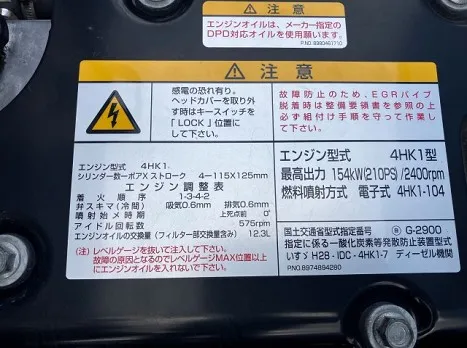 ⚠ 注意
エンジンオイルは、メーカー指定の
DPD対応オイルを使用願います。
P.NO.8980461710
⚠ 注意
感電の恐れ有り。
ヘッドカバーを取り外
す時はキースイッチを
「LOCK」位置に
して下さい。
故障防止のため、EGRパイプ
脱着時は整備要領書を参照の上
必ず組付け手順を守って作業し
て下さい。
エンジン型式 4HK1
シリンダ数ーボアXストローク 4-115X125mm
エンジン調整表
着火順序 1-3-4-2
弁スキマ(冷間) 吸気0.6mm 排気0.6mm
噴射始メ時期 上死点前 0°
アイドル回転数 575rpm
エンジンオイルの交換量(フィルター部交換量含み) 12.3L
(注) レベルゲージを抜いて注入して下さい。
故障の原因となるのでレベルゲージMAX位置以上
にエンジンオイルを入れないで下さい。
エンジン型式 4HK1型
最高出力 154kW(210PS)/2400rpm
燃料噴射方式 電子式 4HK1-104
国土交通省型式指定番号 ® G-2900
指定に係る一酸化炭素等発散防止装置型式
いすゞ H28・IDC・4HK1-7 ディーゼル機関
P.NO.8974894280